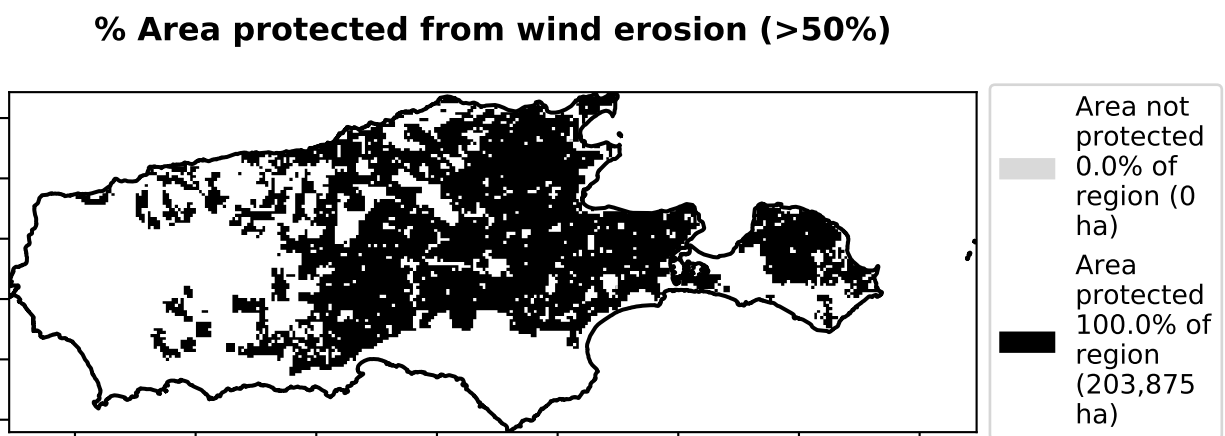 % Area protected from wind erosion (>50%)
Area not
protected
0.0% of
region (0
ha)
Area
protected
100.0% of
region
(203,875
ha)